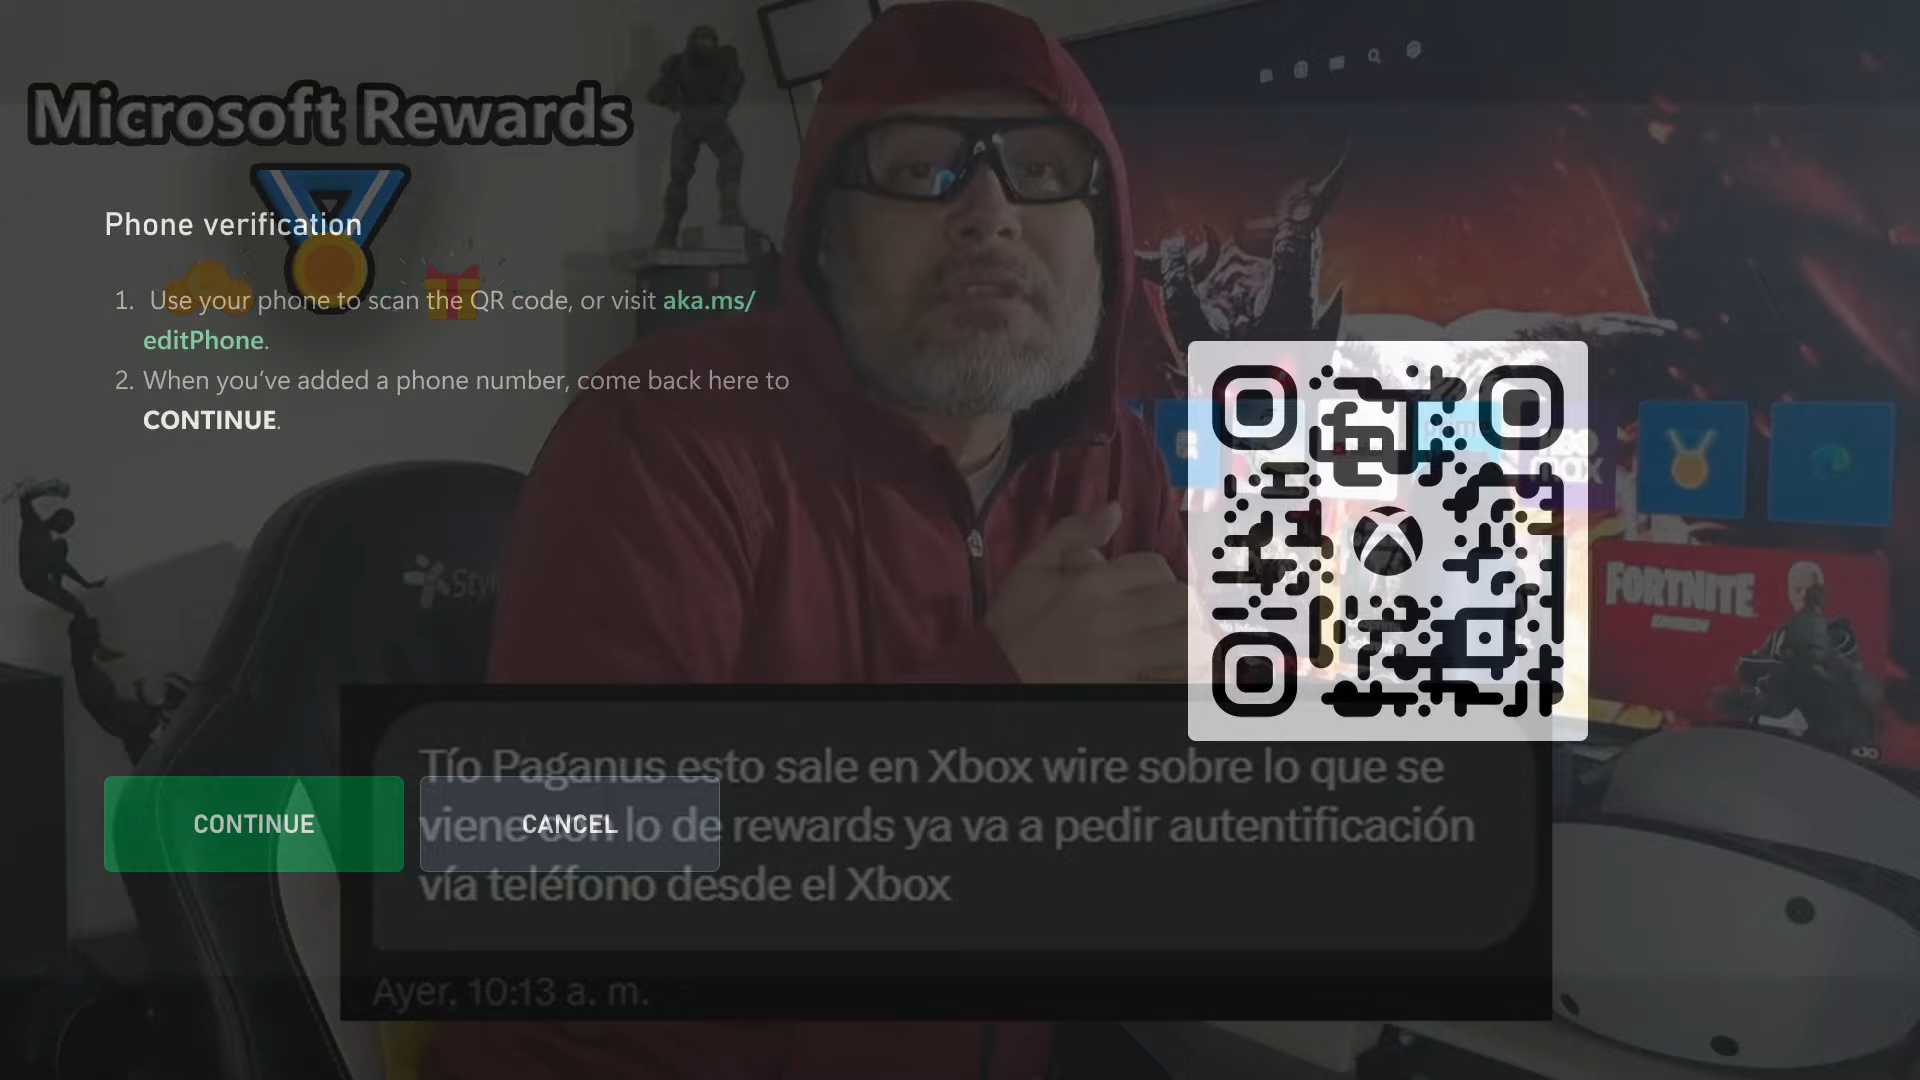 Microsoft Rewards
Phone verification
1. Use your phone to scan the QR code, or visit aka.ms/
editPhone.
2. When you've added a phone number, come back here to
CONTINUE.
HBO
max
FORTNITE
Tío Paganus esto sale en Xbox wire sobre lo que se
viene con lo de rewards ya va a pedir autentificación
vía teléfono desde el Xbox
CONTINUE
CANCEL
Ayer, 10:13 a. m.